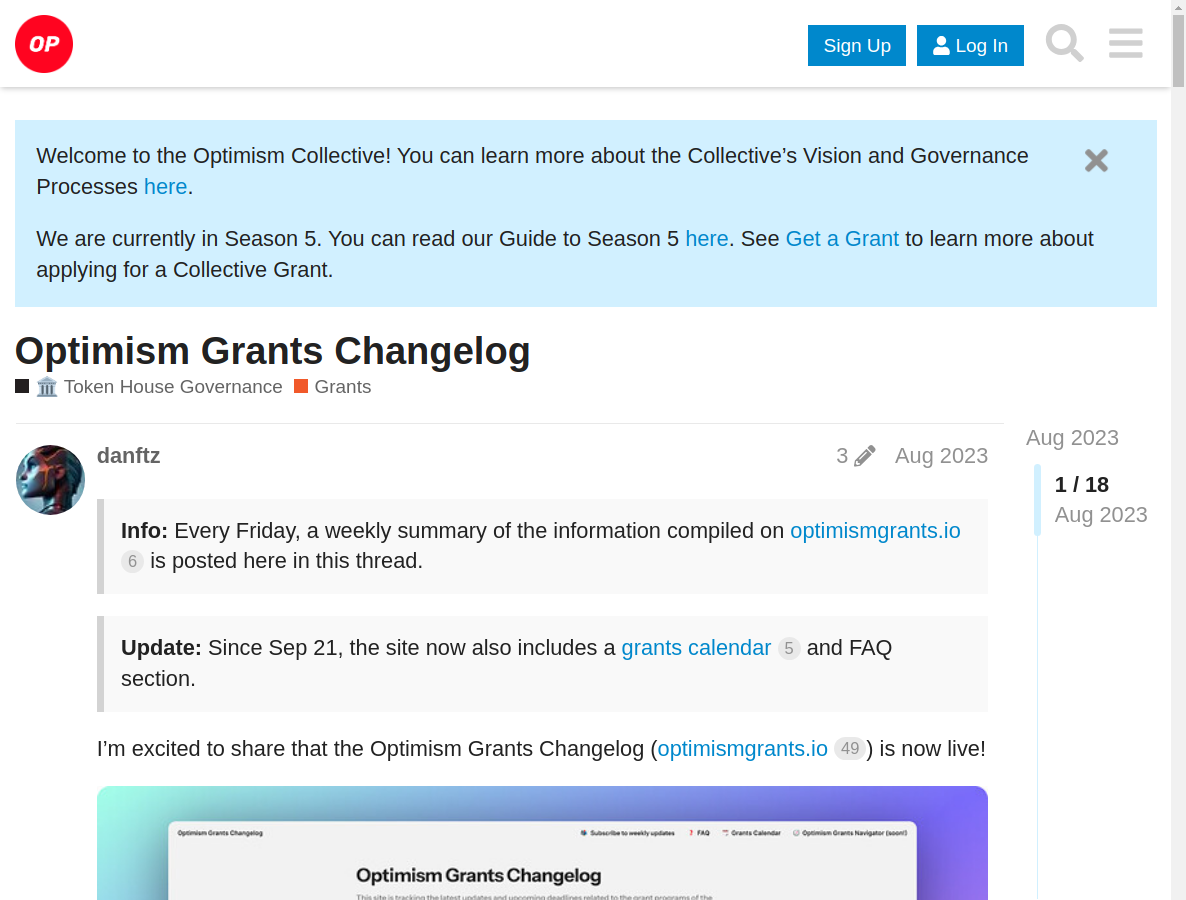 OP
Sign Up
Log In
Welcome to the Optimism Collective! You can learn more about the Collective’s Vision and Governance
Processes here.
We are currently in Season 5. You can read our Guide to Season 5 here. See Get a Grant to learn more about
applying for a Collective Grant.
Optimism Grants Changelog
Token House Governance Grants
danftz
3
Aug 2023
Aug 2023
1 / 18
Aug 2023
Info: Every Friday, a weekly summary of the information compiled on optimismgrants.io
6 is posted here in this thread.
Update: Since Sep 21, the site now also includes a grants calendar 5 and FAQ
section.
I’m excited to share that the Optimism Grants Changelog (optimismgrants.io 49) is now live!
Optimism Grants Changelog
Subscribe to weekly updates
FAQ
Grants Calendar
Optimism Grants Navigator (soon!)
Optimism Grants Changelog
This site is tracking the latest updates and upcoming deadlines related to the grant programs of the